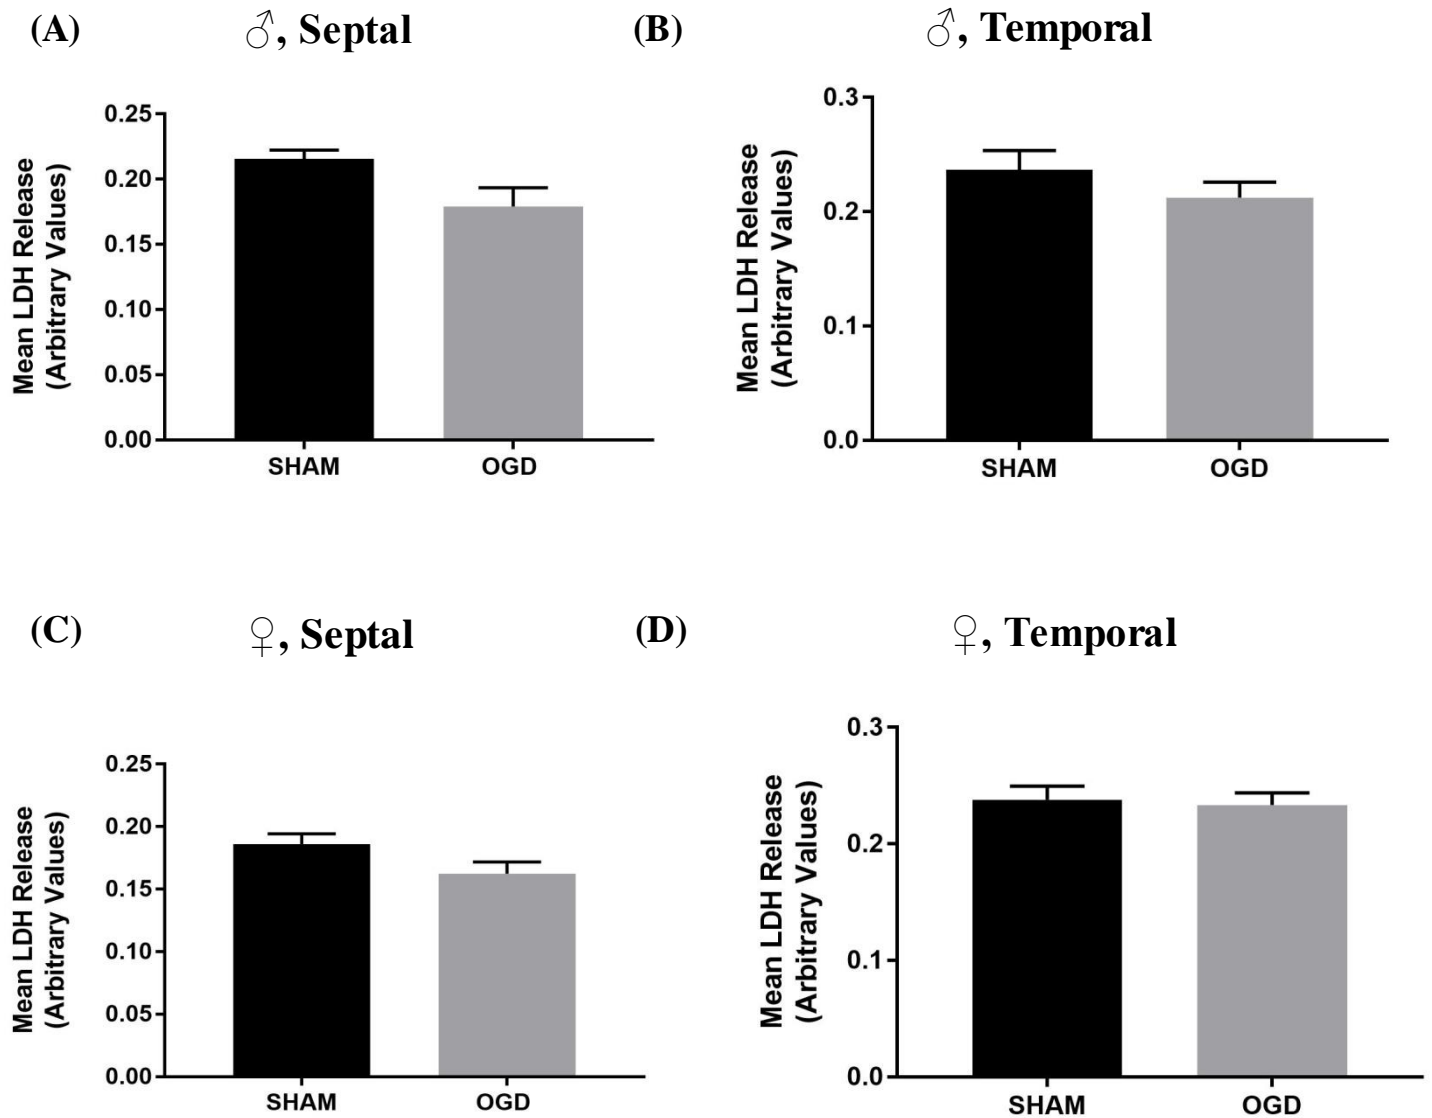 (A)
♂, Septal
Mean LDH Release
(Arbitrary Values)
0.25
0.20
0.15
0.10
0.05
0.00
SHAM
OGD
(B)
♂, Temporal
Mean LDH Release
(Arbitrary Values)
0.3
0.2
0.1
0.0
SHAM
OGD
(C)
♀, Septal
Mean LDH Release
(Arbitrary Values)
0.25
0.20
0.15
0.10
0.05
0.00
SHAM
OGD
(D)
♀, Temporal
Mean LDH Release
(Arbitrary Values)
0.3
0.2
0.1
0.0
SHAM
OGD